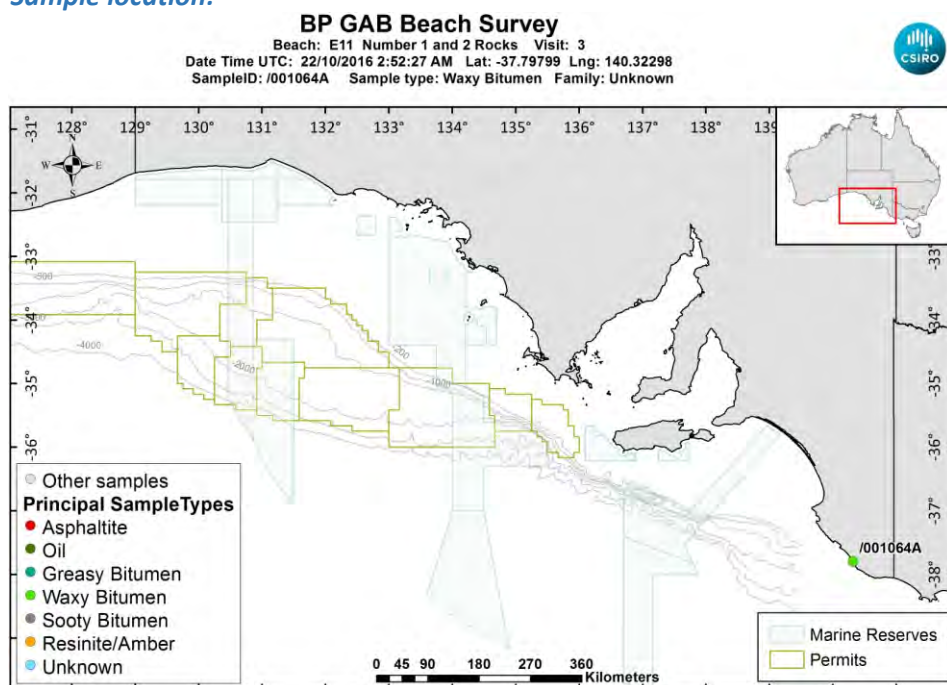 Sample location:
BP GAB Beach Survey
Beach: E11 Number 1 and 2 Rocks Visit: 3
Date Time UTC: 22/10/2016 2:52:27 AM Lat: -37.79799 Lng: 140.32298
SampleID: /001064A Sample type: Waxy Bitumen Family: Unknown
CSIRO
128° 129° 130° 131° 132° 133° 134° 135° 136° 137° 138° 139
-31°
-32°
-33°
-34°
-35°
-36°
-37°
-38°
N
W E
S
-33°
-34°
-35°
-36°
-37°
-38°
-4000
-2000
-200
-1000
/001064A
Other samples
Principal SampleTypes
Asphaltite
Oil
Greasy Bitumen
Waxy Bitumen
Sooty Bitumen
Resinite/Amber
Unknown
0 45 90 180 270 360
Kilometers
Marine Reserves
Permits